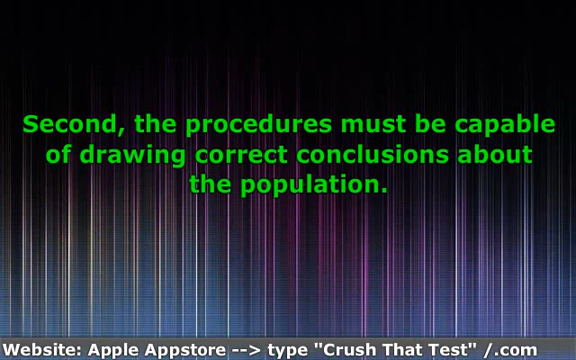 Second, the procedures must be capable
of drawing correct conclusions about
the population.
Website: Apple Appstore --> type "Crush That Test" /.com